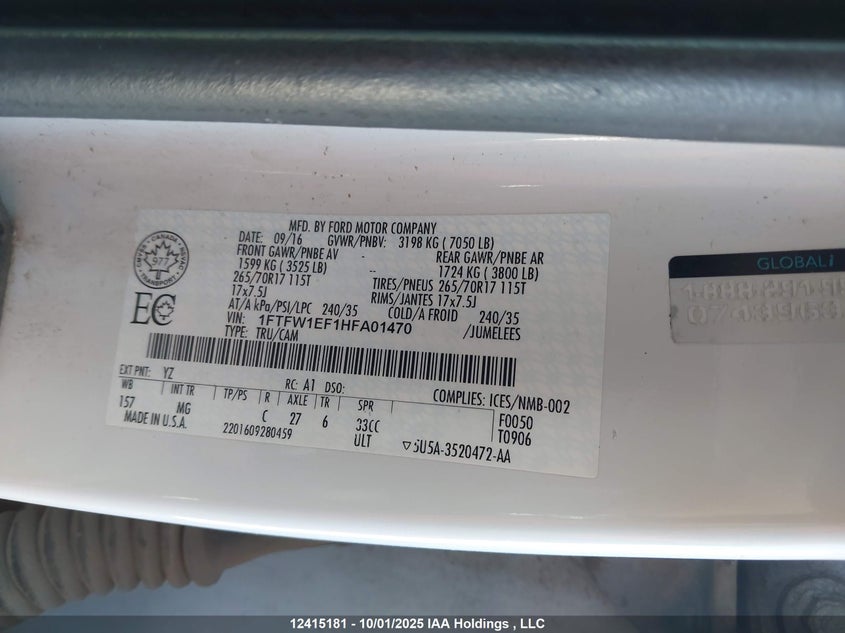 MFD. BY FORD MOTOR COMPANY
DATE: 09/16 GVWR/PNBV: 3198 KG ( 7050 LB)
FRONT GAWR/PNBE AV REAR GAWR/PNBE AR
1599 KG ( 3525 LB) -- 1724 KG ( 3800 LB)
265/70R17 115T TIRES/PNEUS 265/70R17 115T
17x7.5J RIMS/JANTES 17x7.5J
AT/A kPa/PSI/LPC 240/35 COLD/A FROID 240/35
VIN: 1FTFW1EF1HFA01470 /JUMELEES
TYPE: TRU/CAM
CANADA
977
TRANSPORT
EC
EXT PNT: YZ RC: A1 DSO: COMPLIES: ICES/NMB-002
WB INT TR TP/PS R AXLE TR SPR F0050
157 MG C 27 6 33CC T0906
MADE IN U.S.A. 2201609280459 ULT ▽5U5A-3520472-AA
GLOBALi
12415181 - 10/01/2025 IAA Holdings , LLC